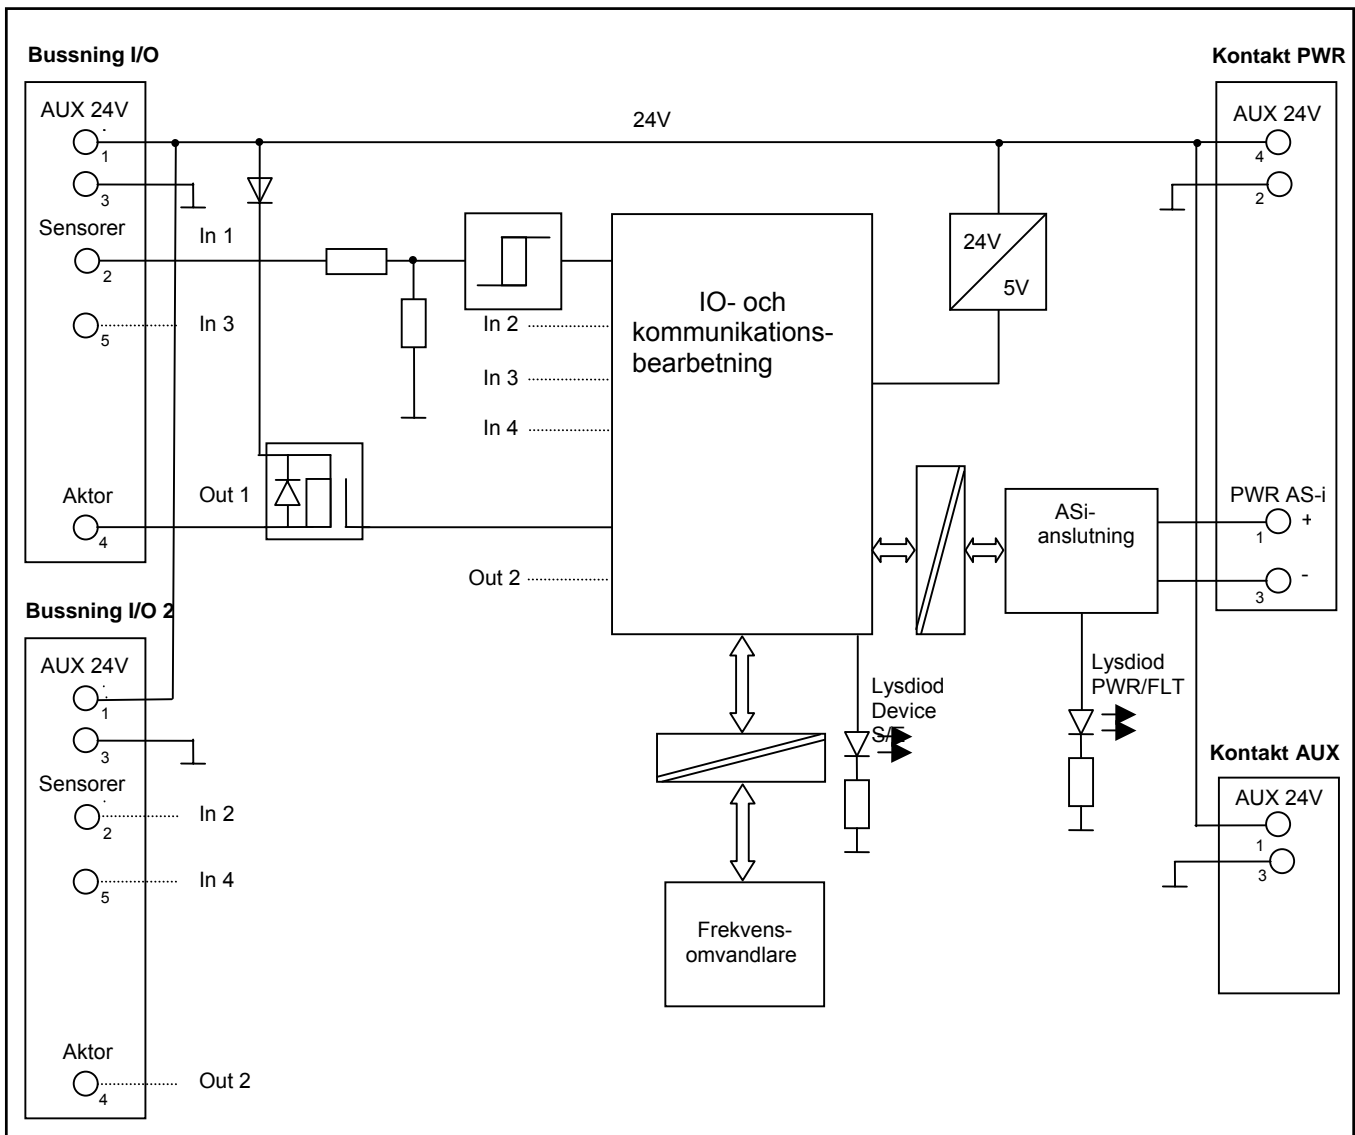 Bussning I/O
AUX 24V
1
3
Sensorer
2
5
Aktor
4
In 1
In 3
Out 1
24V
In 2
In 3
In 4
Out 2
IO- och
kommunikations-
bearbetning
24V
5V
ASi-
anslutning
Kontakt PWR
AUX 24V
4
2
PWR AS-i
1
+
3
-
Bussning I/O 2
AUX 24V
1
3
Sensorer
2
5
Aktor
4
In 2
In 4
Out 2
Lysdiod
Device
S/E
Lysdiod
PWR/FLT
Frekvens-
omvandlare
Kontakt AUX
AUX 24V
1
3